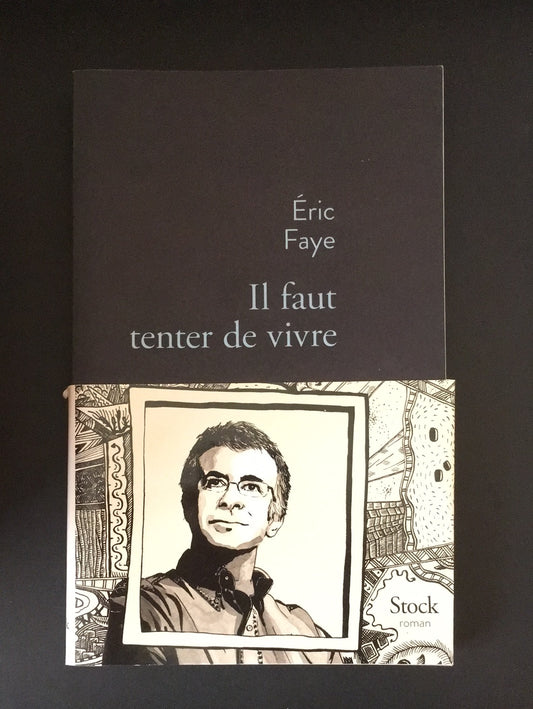 Éric
Faye
Il faut
tenter de vivre
Stock
roman